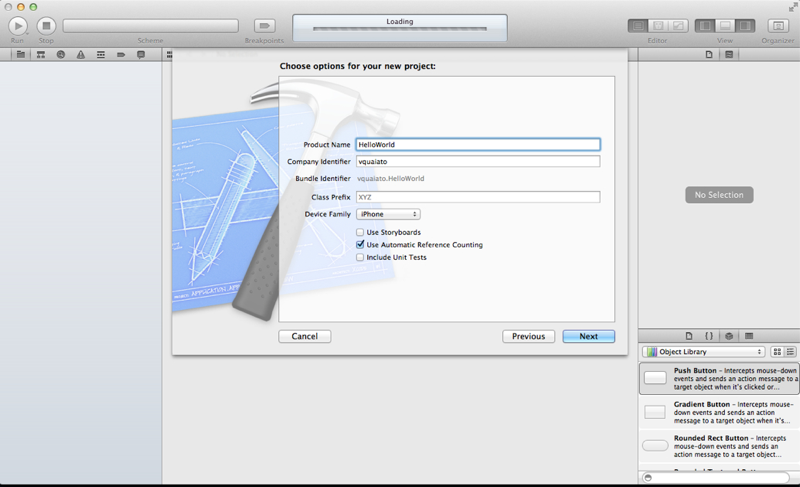 Loading
Run
Stop
Scheme
Breakpoints
Editor
View
Organizer
Choose options for your new project:
Product Name
HelloWorld
Company Identifier
vquaiato
Bundle Identifier
vquaiato.HelloWorld
Class Prefix
XYZ
Device Family
iPhone
Use Storyboards
Use Automatic Reference Counting
Include Unit Tests
Cancel
Previous
Next
No Selection
Object Library
Push Button – Intercepts mouse-down
events and sends an action message to a
target object when it's clicked or...
Gradient Button – Intercepts mouse-
down events and sends an action
message to a target object when it's...
Rounded Rect Button – Intercepts
mouse-down events and sends an
action message to a target object...